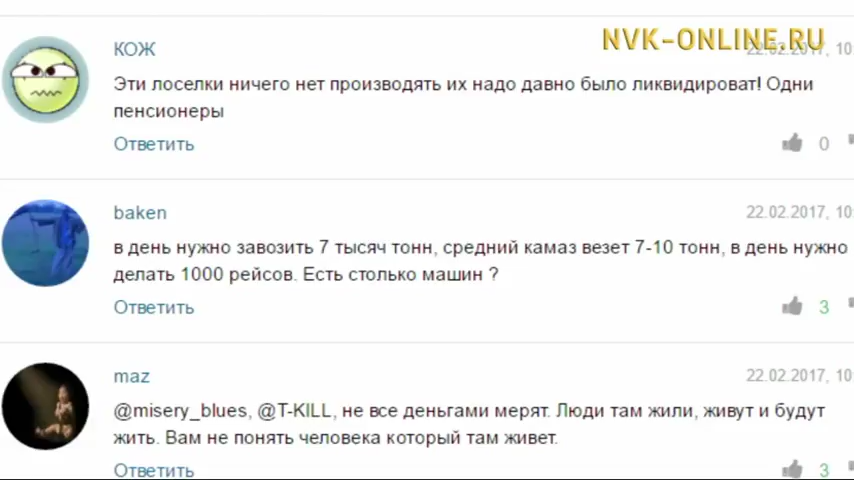 NVK-ONLINE.RU
КОЖ
22.02.2017, 10
Эти лоселки ничего нет производять их надо давно было ликвидироват! Одни
пенсионеры
Ответить
0
baken
22.02.2017, 10
в день нужно завозить 7 тысяч тонн, средний камаз везет 7-10 тонн, в день нужно
делать 1000 рейсов. Есть столько машин ?
Ответить
3
maz
22.02.2017, 10
@misery_blues, @T-KILL, не все деньгами мерят. Люди там жили, живут и будут
жить. Вам не понять человека который там живет.
Ответить
3